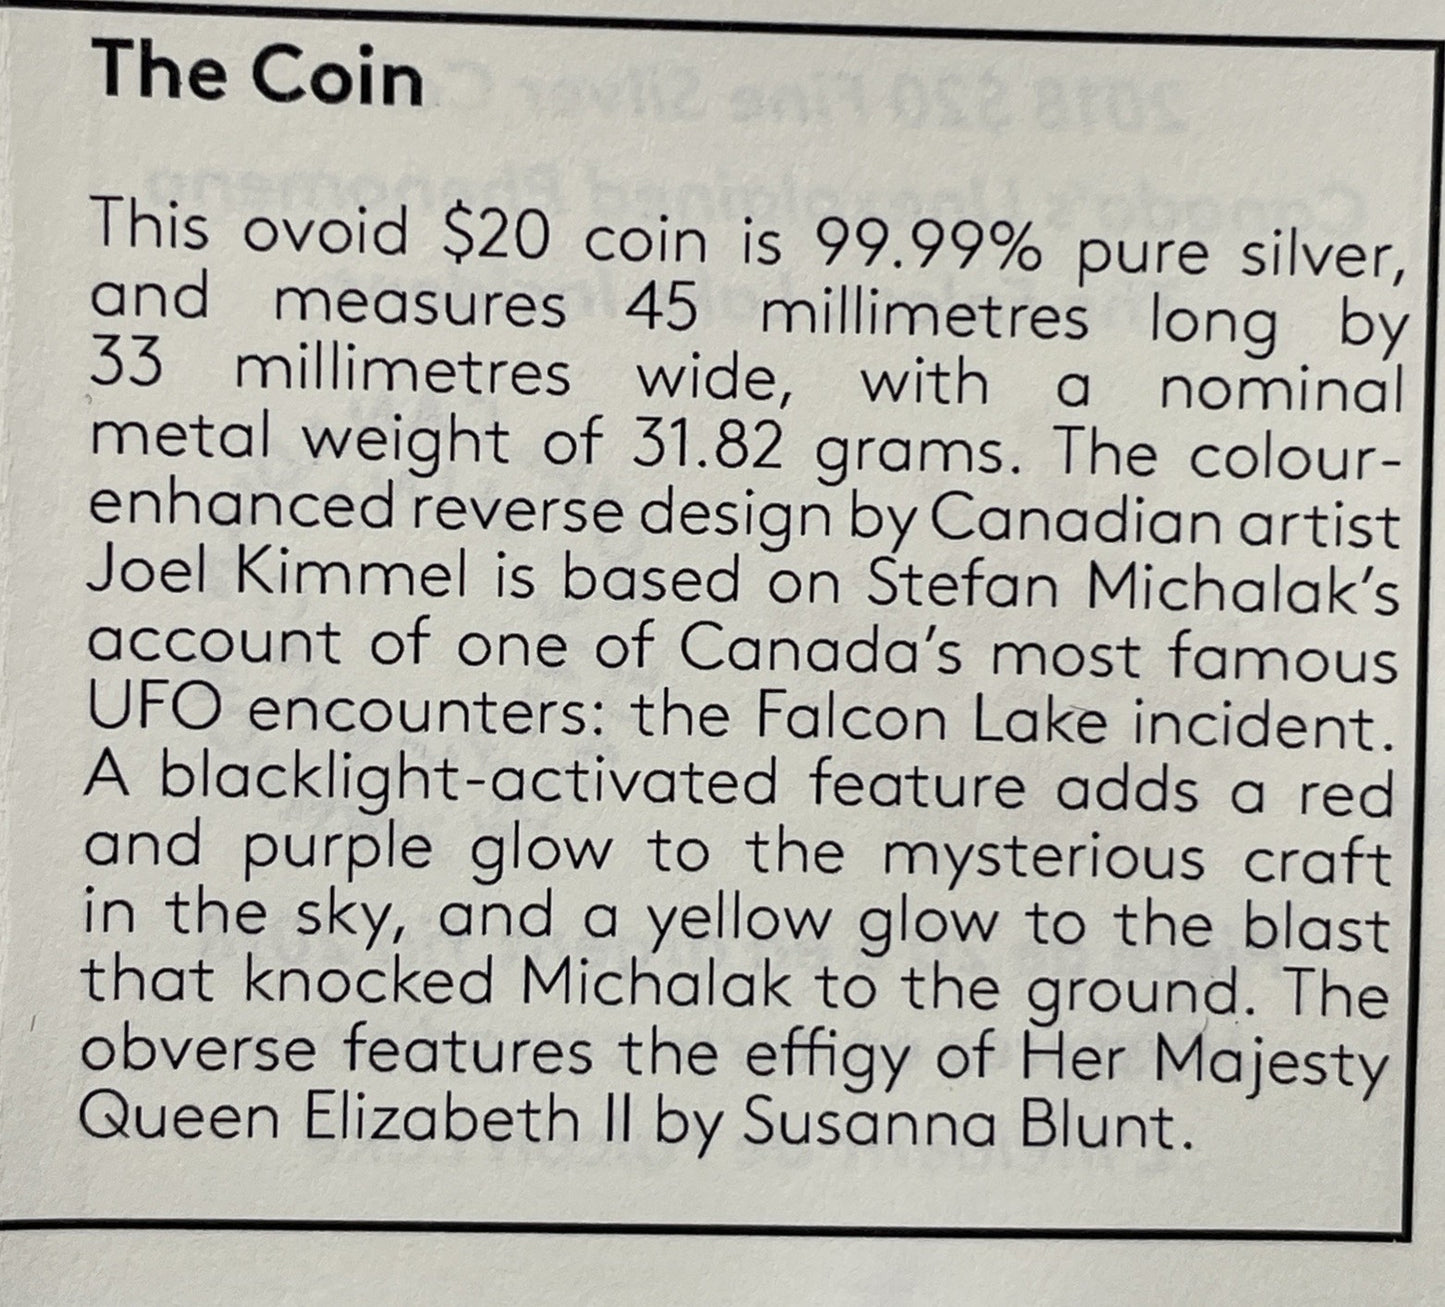 The Coin
This ovoid $20 coin is 99.99% pure silver,
and measures 45 millimetres long by
33 millimetres wide, with a nominal
metal weight of 31.82 grams. The colour-
enhanced reverse design by Canadian artist
Joel Kimmel is based on Stefan Michalak's
account of one of Canada's most famous
UFO encounters: the Falcon Lake incident.
A blacklight-activated feature adds a red
and purple glow to the mysterious craft
in the sky, and a yellow glow to the blast
that knocked Michalak to the ground. The
obverse features the effigy of Her Majesty
Queen Elizabeth II by Susanna Blunt.